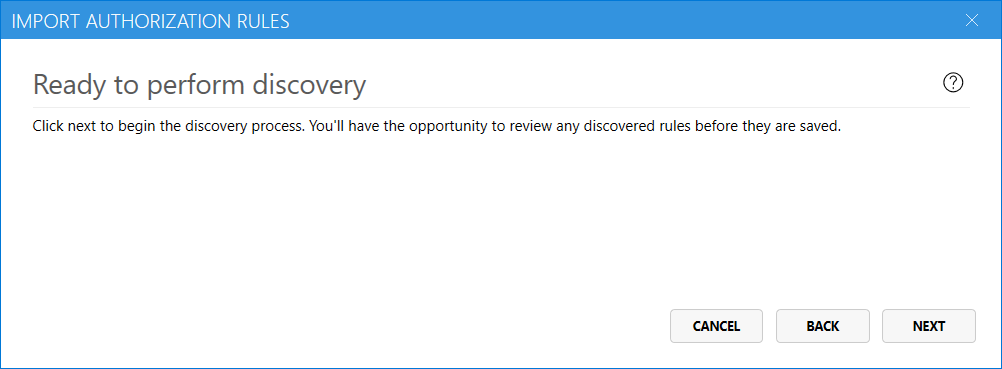 IMPORT AUTHORIZATION RULES
Ready to perform discovery
Click next to begin the discovery process. You'll have the opportunity to review any discovered rules before they are saved.
CANCEL BACK NEXT